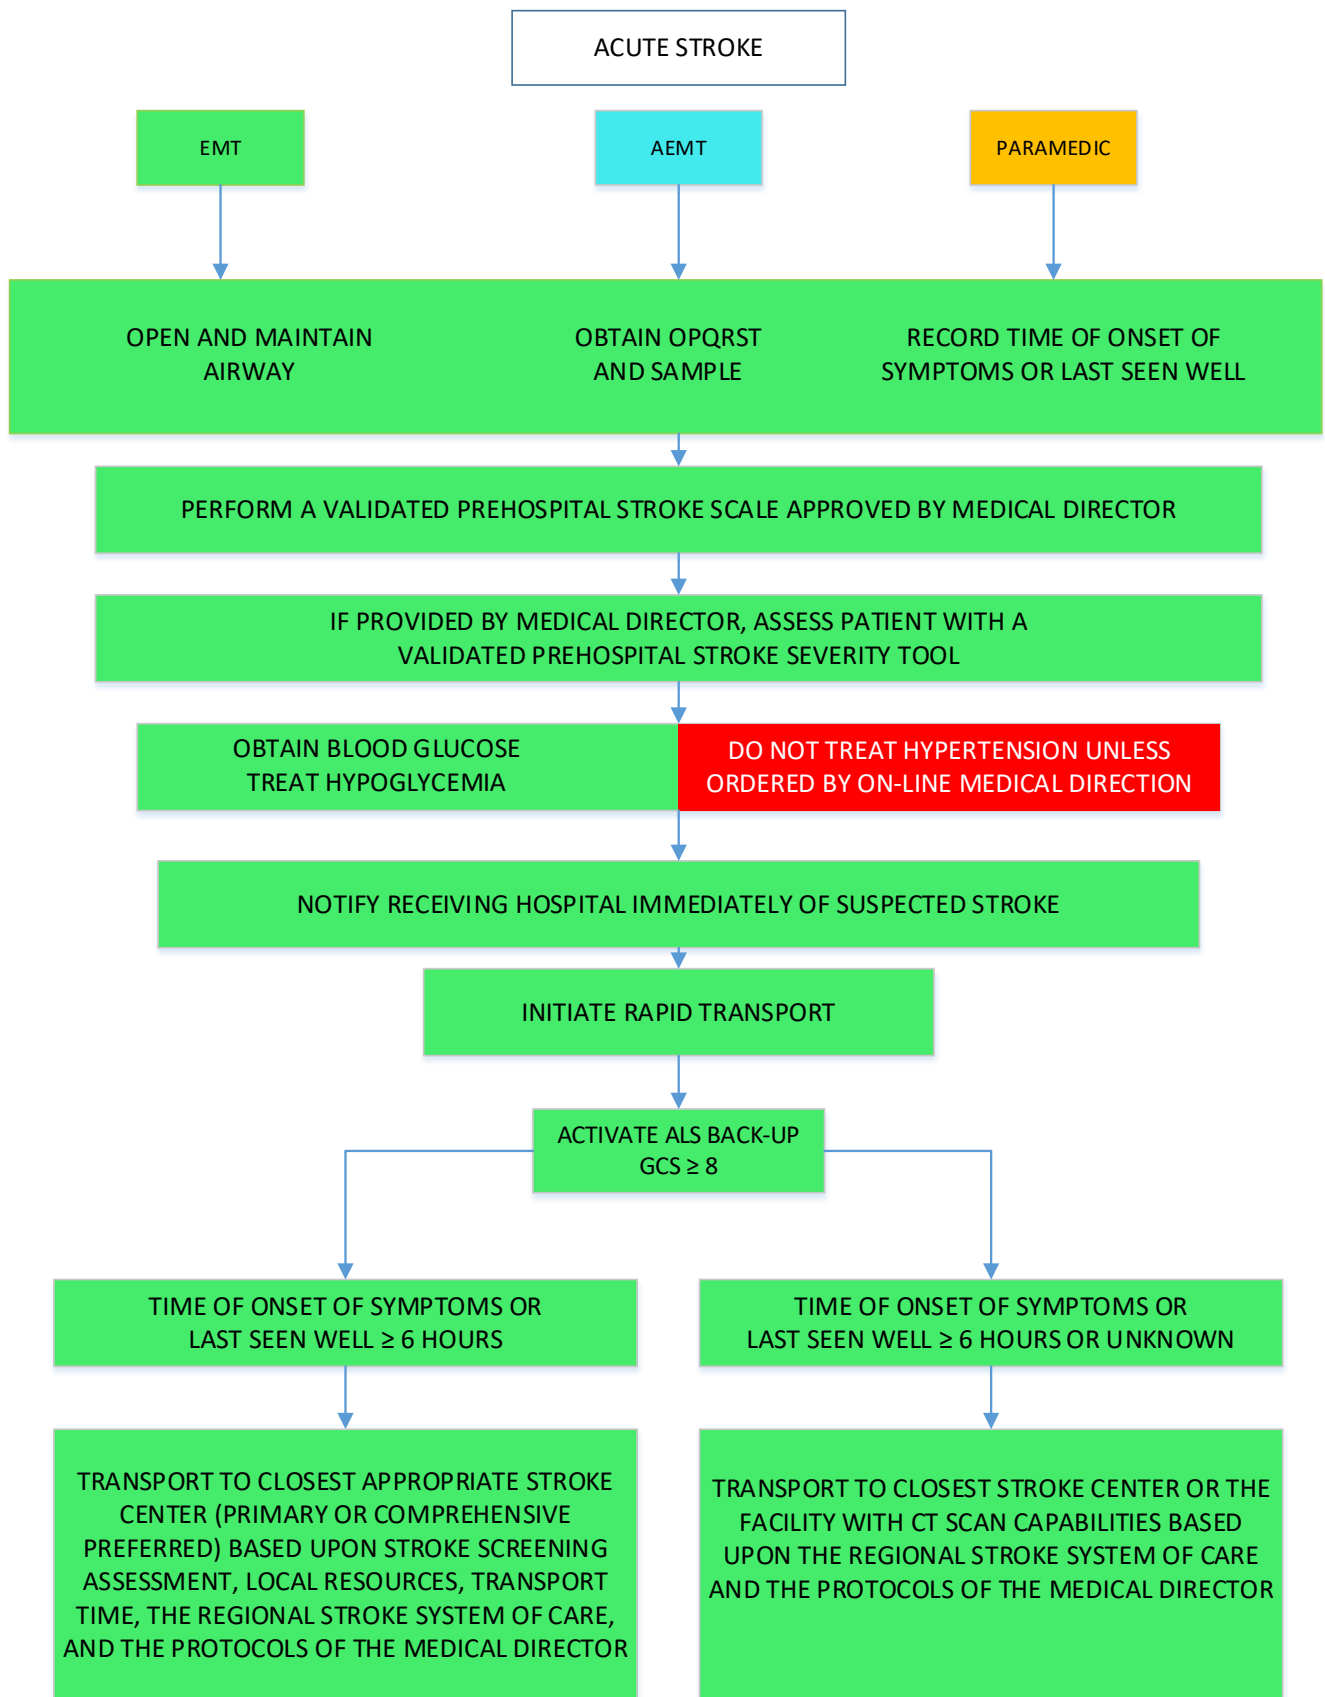 ACUTE STROKE
EMT
AEMT
PARAMEDIC
OPEN AND MAINTAIN
AIRWAY
OBTAIN OPQRST
AND SAMPLE
RECORD TIME OF ONSET OF
SYMPTOMS OR LAST SEEN WELL
PERFORM A VALIDATED PREHOSPITAL STROKE SCALE APPROVED BY MEDICAL DIRECTOR
IF PROVIDED BY MEDICAL DIRECTOR, ASSESS PATIENT WITH A
VALIDATED PREHOSPITAL STROKE SEVERITY TOOL
OBTAIN BLOOD GLUCOSE
TREAT HYPOGLYCEMIA
DO NOT TREAT HYPERTENSION UNLESS
ORDERED BY ON-LINE MEDICAL DIRECTION
NOTIFY RECEIVING HOSPITAL IMMEDIATELY OF SUSPECTED STROKE
INITIATE RAPID TRANSPORT
ACTIVATE ALS BACK-UP
GCS ≥ 8
TIME OF ONSET OF SYMPTOMS OR
LAST SEEN WELL ≥ 6 HOURS
TIME OF ONSET OF SYMPTOMS OR
LAST SEEN WELL ≥ 6 HOURS OR UNKNOWN
TRANSPORT TO CLOSEST APPROPRIATE STROKE
CENTER (PRIMARY OR COMPREHENSIVE
PREFERRED) BASED UPON STROKE SCREENING
ASSESSMENT, LOCAL RESOURCES, TRANSPORT
TIME, THE REGIONAL STROKE SYSTEM OF CARE,
AND THE PROTOCOLS OF THE MEDICAL DIRECTOR
TRANSPORT TO CLOSEST STROKE CENTER OR THE
FACILITY WITH CT SCAN CAPABILITIES BASED
UPON THE REGIONAL STROKE SYSTEM OF CARE
AND THE PROTOCOLS OF THE MEDICAL DIRECTOR